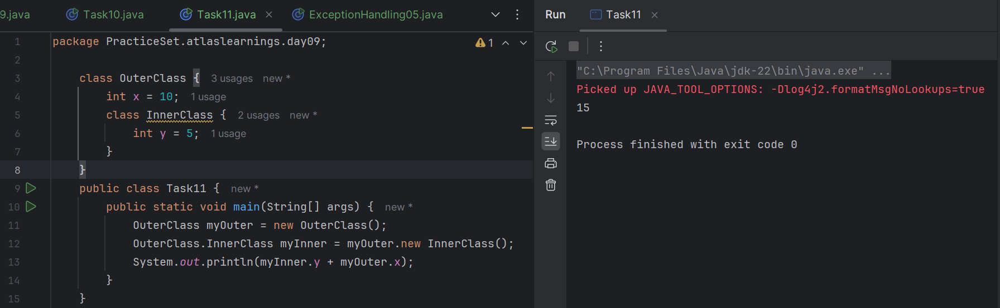 9.java Task10.java Task11.java ExceptionHandling05.java
1 package PracticeSet.atlaslearnings.day09; 1
2
3 class OuterClass { 3 usages new *
4 int x = 10; 1 usage
5 class InnerClass { 2 usages new *
6 int y = 5; 1 usage
7 }
8 }
9 public class Task11 { new *
10 public static void main(String[] args) { new *
11 OuterClass myOuter = new OuterClass();
12 OuterClass.InnerClass myInner = myOuter.new InnerClass();
13 System.out.println(myInner.y + myOuter.x);
14 }
15 }
Run Task11
"C:\Program Files\Java\jdk-22\bin\java.exe" ...
Picked up JAVA_TOOL_OPTIONS: -Dlog4j2.formatMsgNoLookups=true
15
Process finished with exit code 0